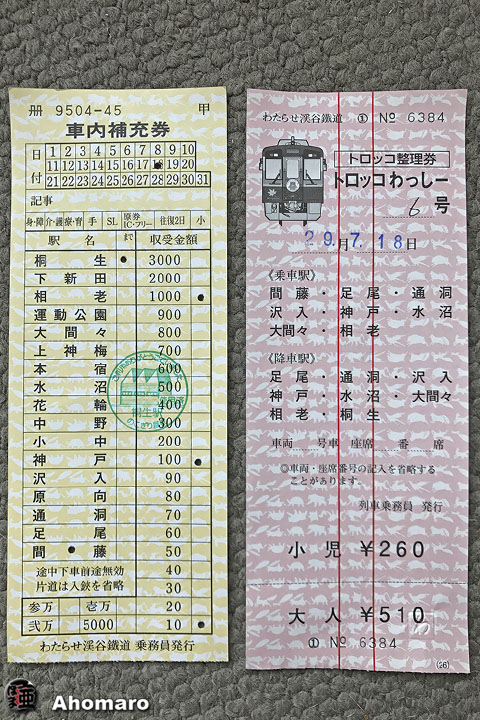 冊 9504-45 甲
車内補充券
日付
1 2 3 4 5 6 7 8 9 10
11 12 13 14 15 16 17 18 19 20
21 22 23 24 25 26 27 28 29 30 31
記事
身・障 介・護 療・育 手 SL 原券 IC・フリー 往復2日 小
駅名 まで 収受金額
桐生 3000
下新田 2000
相老 1000
運動公園 900
大間々 800
上神梅 700
本宿 600
水沼 500
花輪 400
中野 300
小中 200
神戸 100
沢入 90
原向 80
通洞 70
足尾 60
間藤 50
途中下車前途無効 40
片道は入鋏を省略 30
参万 壱万 20
弐万 5000 10
わたらせ渓谷鐵道 乗務員発行
わたらせ渓谷鐵道 ① № 6384
トロッコ整理券
トロッコわっしー
6号
29.月7.18日
《乗車駅》
間藤・足尾・通洞
沢入・神戸・水沼
大間々・相老
《降車駅》
足尾・通洞・沢入
神戸・水沼・大間々
相老・桐生
車両 号車 座席 番 席
◎車両・座席番号の記入を省略する
ことがあります。
列車乗務員 発行
小児 ¥260
大人 ¥510
① № 6384
(26)
Ahomaro